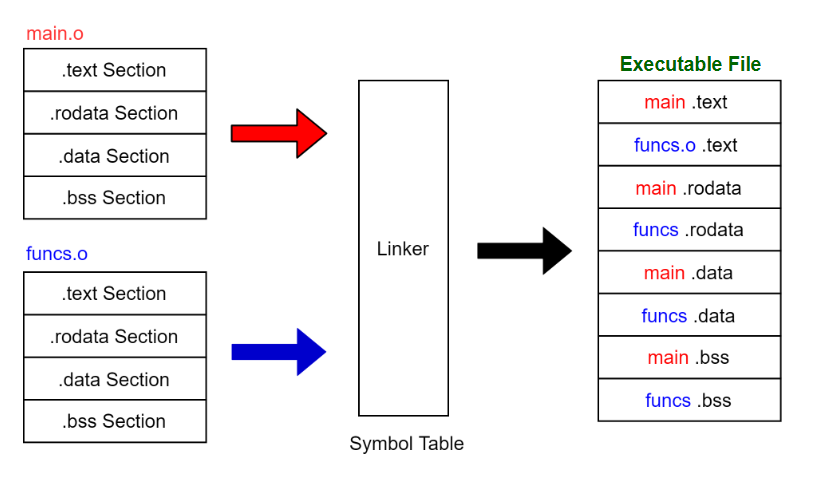 main.o
.text Section
.rodata Section
.data Section
.bss Section
funcs.o
.text Section
.rodata Section
.data Section
.bss Section
Linker
Symbol Table
Executable File
main .text
funcs.o .text
main .rodata
funcs .rodata
main .data
funcs .data
main .bss
funcs .bss